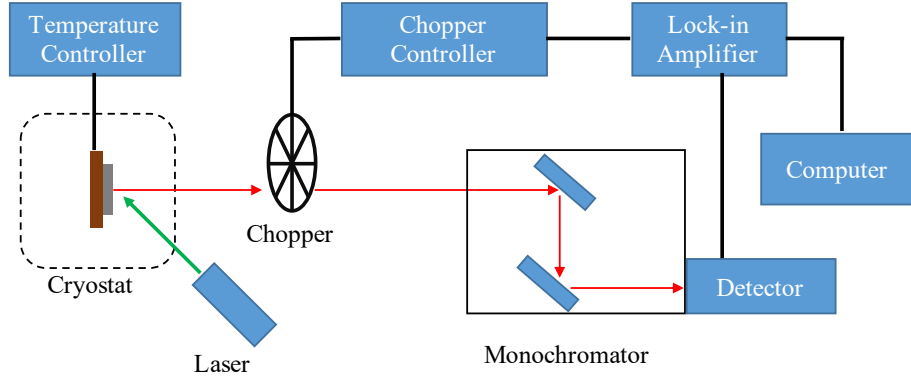 Temperature
Controller
Chopper
Controller
Lock-in
Amplifier
Computer
Chopper
Cryostat
Detector
Laser
Monochromator